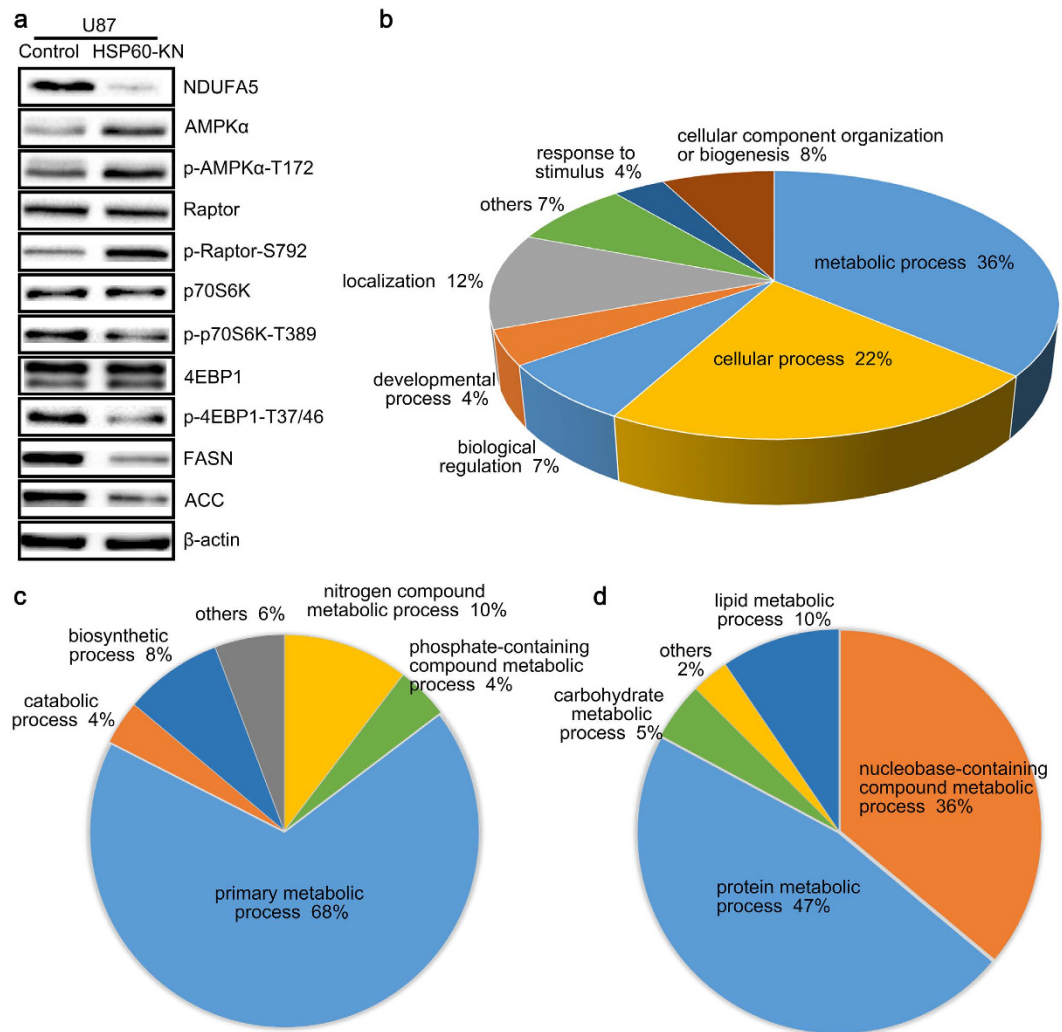 a
U87
Control HSP60-KN
NDUFA5
AMPKα
p-AMPKα-T172
Raptor
p-Raptor-S792
p70S6K
p-p70S6K-T389
4EBP1
p-4EBP1-T37/46
FASN
ACC
β-actin
b
cellular component organization
or biogenesis 8%
response to
stimulus 4%
others 7%
localization 12%
metabolic process 36%
cellular process 22%
developmental
process 4%
biological
regulation 7%
c
nitrogen compound
metabolic process 10%
others 6%
biosynthetic
process 8%
phosphate-containing
compound metabolic
process 4%
catabolic
process 4%
primary metabolic
process 68%
d
lipid metabolic
process 10%
others
2%
carbohydrate
metabolic
process 5%
nucleobase-containing
compound metabolic
process 36%
protein metabolic
process 47%